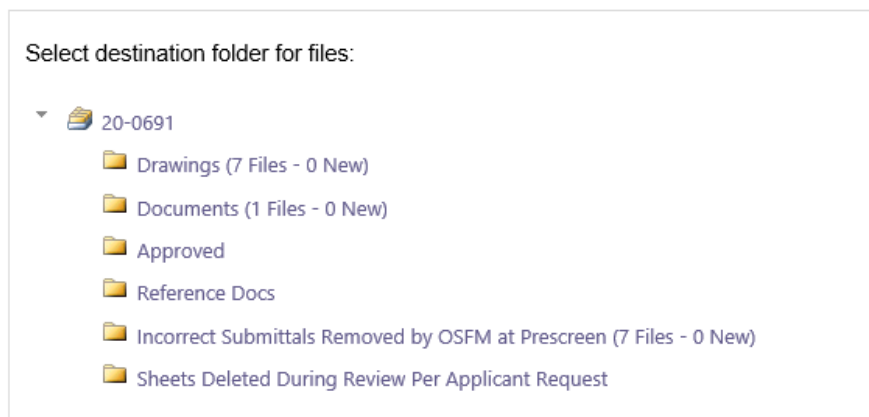 Select destination folder for files:
20-0691
Drawings (7 Files - 0 New)
Documents (1 Files - 0 New)
Approved
Reference Docs
Incorrect Submittals Removed by OSFM at Prescreen (7 Files - 0 New)
Sheets Deleted During Review Per Applicant Request